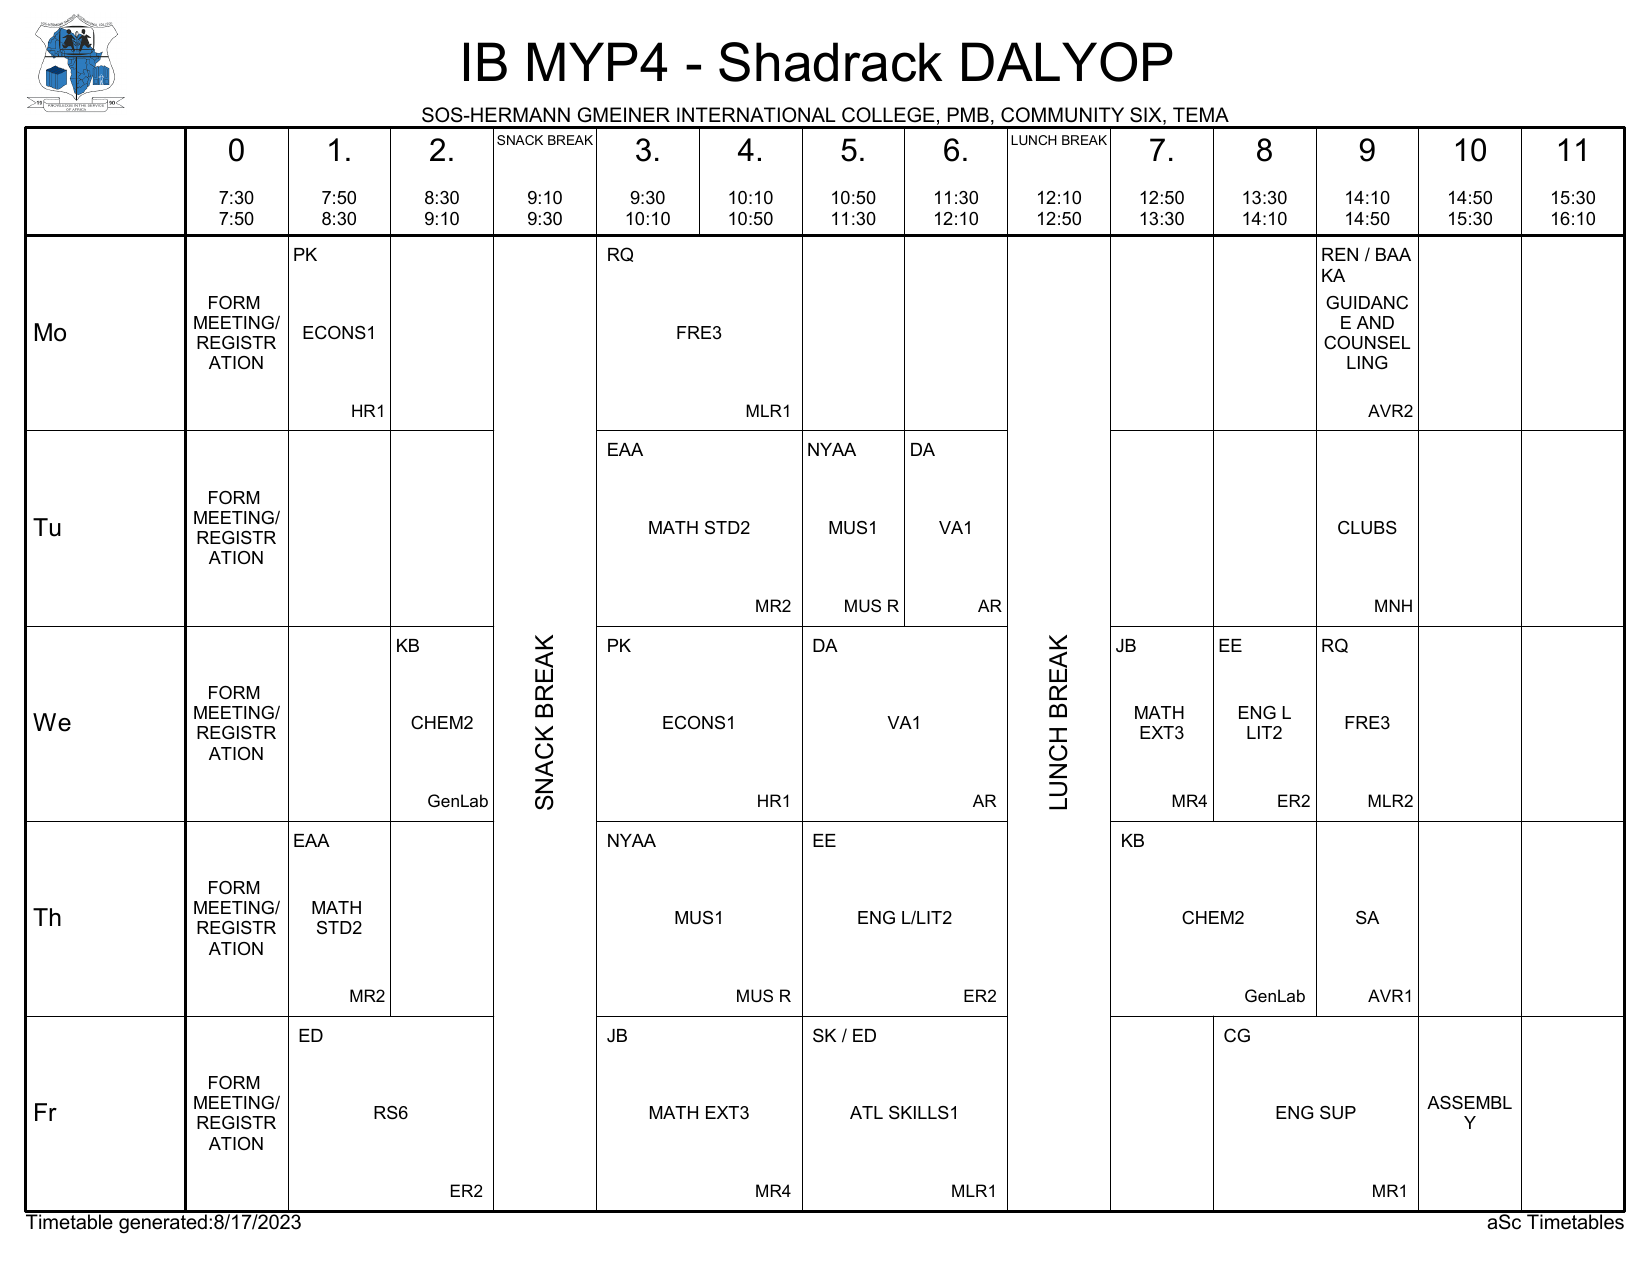 IB MYP4 - Shadrack DALYOP
SOS-HERMANN GMEINER INTERNATIONAL COLLEGE, PMB, COMMUNITY SIX, TEMA
0 1. 2. SNACK BREAK 3. 4. 5. 6. LUNCH BREAK 7. 8 9 10 11
7:30 7:50 8:30 9:10 9:30 10:10 10:50 11:30 12:10 12:50 13:30 14:10 14:50 15:30
7:50 8:30 9:10 9:30 10:10 10:50 11:30 12:10 12:50 13:30 14:10 14:50 15:30 16:10
Mo
FORM
MEETING/
REGISTR
ATION
PK
ECONS1
HR1
RQ
FRE3
MLR1
REN / BAA
KA
GUIDANC
E AND
COUNSEL
LING
AVR2
Tu
FORM
MEETING/
REGISTR
ATION
EAA
MATH STD2
MR2
NYAA
MUS1
MUS R
DA
VA1
AR
CLUBS
MNH
We
FORM
MEETING/
REGISTR
ATION
KB
CHEM2
GenLab
SNACK BREAK
PK
ECONS1
HR1
DA
VA1
AR
LUNCH BREAK
JB
MATH
EXT3
MR4
EE
ENG L
LIT2
ER2
RQ
FRE3
MLR2
Th
FORM
MEETING/
REGISTR
ATION
EAA
MATH
STD2
MR2
NYAA
MUS1
MUS R
EE
ENG L/LIT2
ER2
KB
CHEM2
GenLab
SA
AVR1
Fr
FORM
MEETING/
REGISTR
ATION
ED
RS6
ER2
JB
MATH EXT3
MR4
SK / ED
ATL SKILLS1
MLR1
CG
ENG SUP
MR1
ASSEMBL
Y
Timetable generated:8/17/2023
aSc Timetables